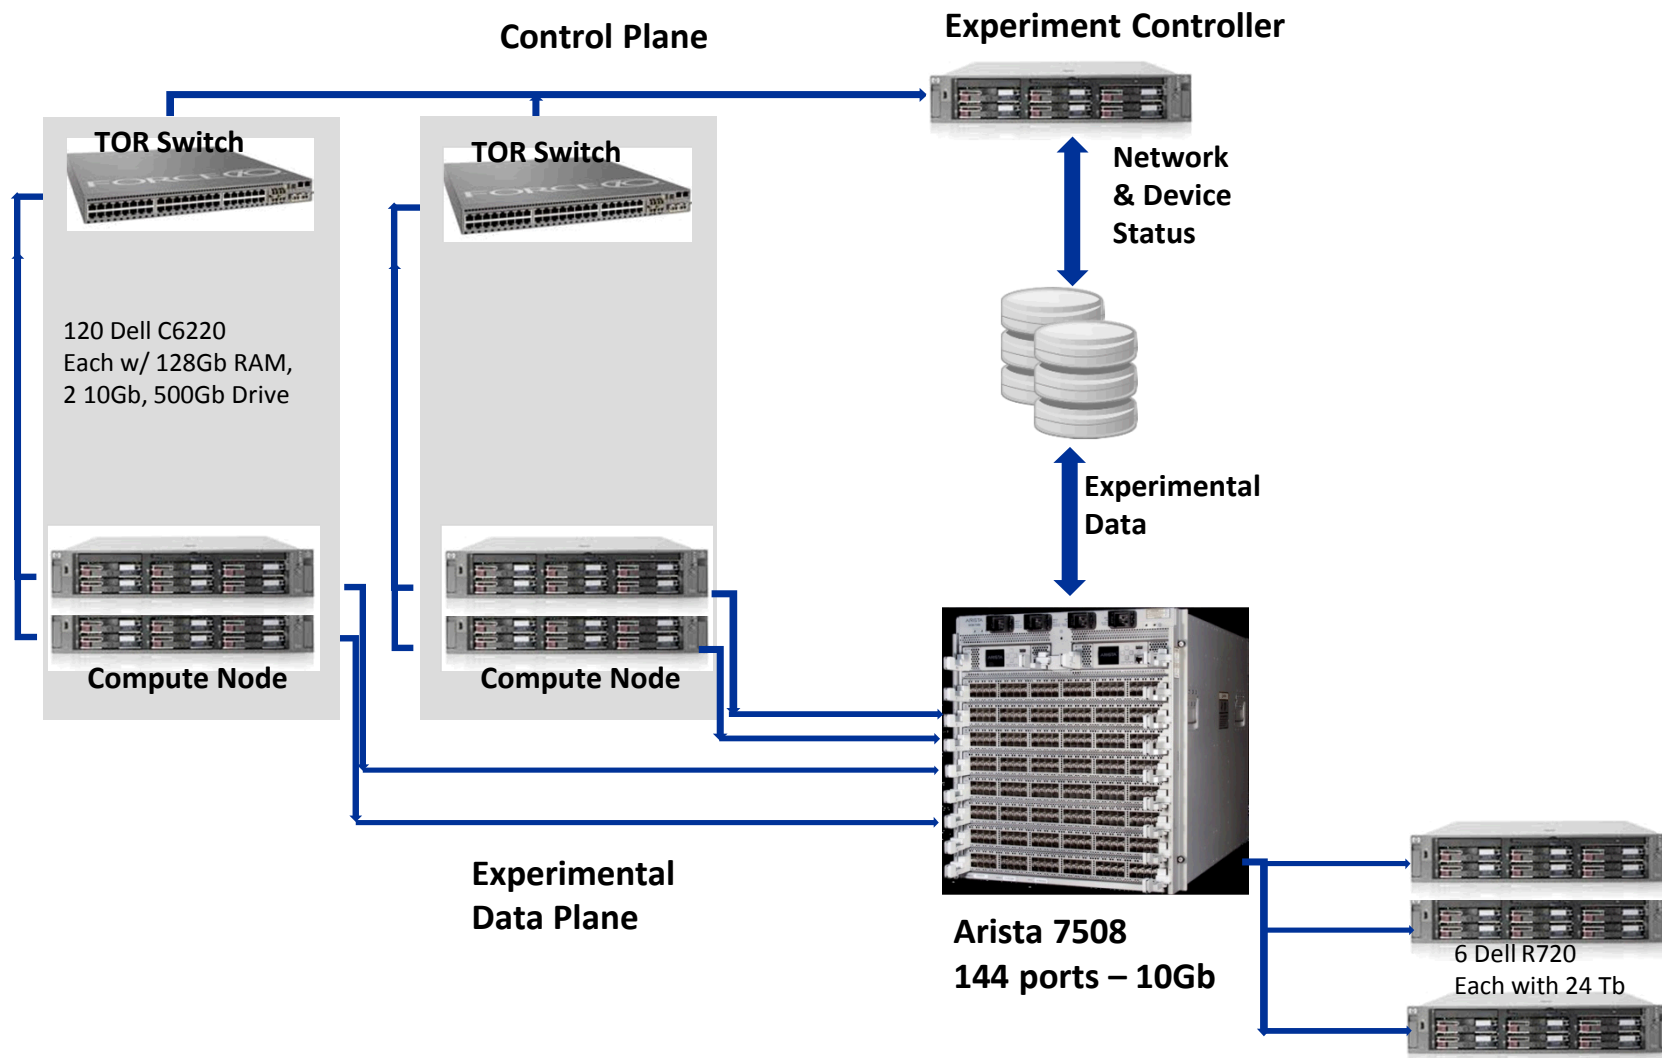 Control Plane
Experiment Controller
TOR Switch
FORCE10
TOR Switch
FORCE10
Network
& Device
Status
120 Dell C6220
Each w/ 128Gb RAM,
2 10Gb, 500Gb Drive
Experimental
Data
Compute Node
Compute Node
Experimental
Data Plane
Arista 7508
144 ports – 10Gb
6 Dell R720
Each with 24 Tb